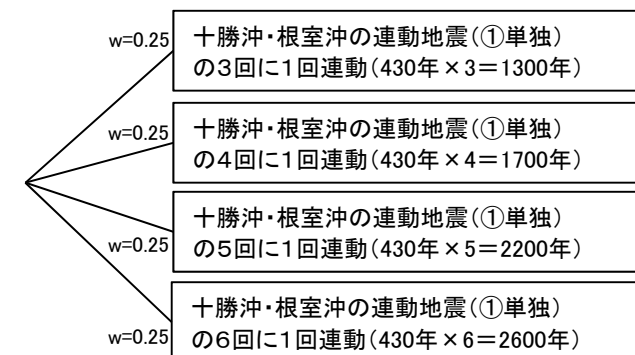 w=0.25
十勝沖・根室沖の連動地震(①単独)
の3回に1回連動(430年×3=1300年)
w=0.25
十勝沖・根室沖の連動地震(①単独)
の4回に1回連動(430年×4=1700年)
w=0.25
十勝沖・根室沖の連動地震(①単独)
の5回に1回連動(430年×5=2200年)
w=0.25
十勝沖・根室沖の連動地震(①単独)
の6回に1回連動(430年×6=2600年)